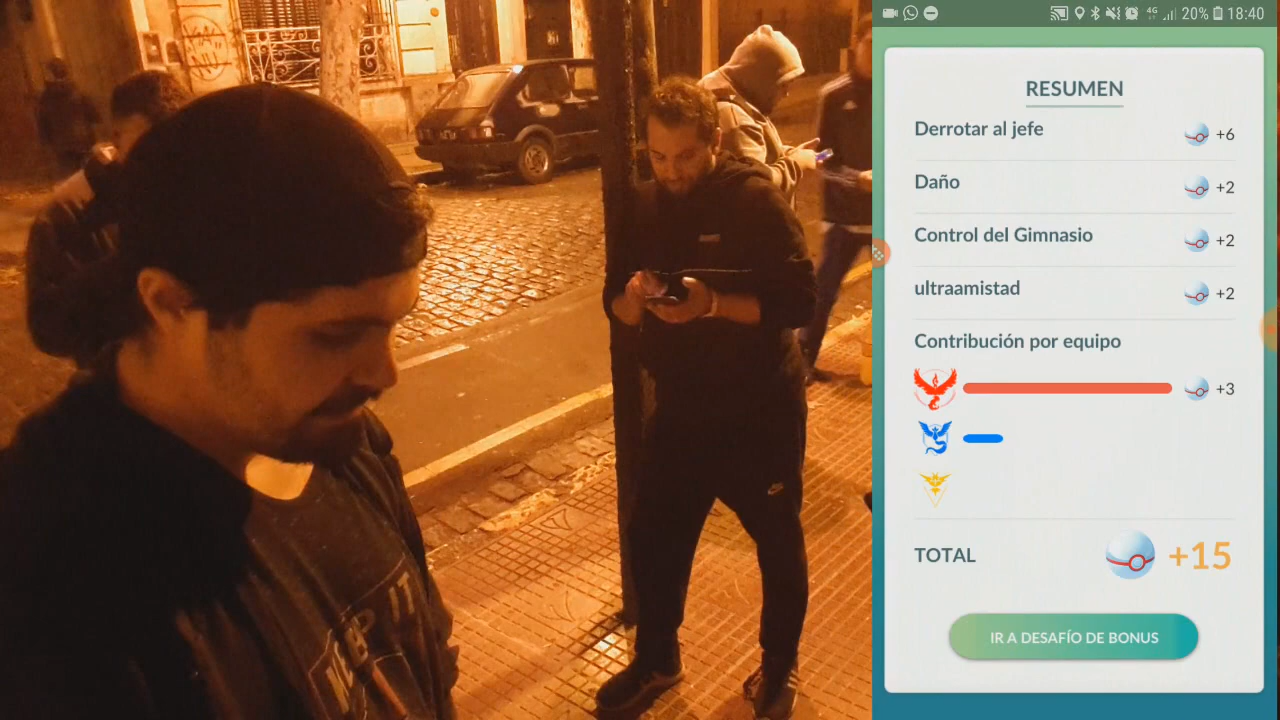 4G 20% 18:40
RESUMEN
Derrotar al jefe +6
Daño +2
Control del Gimnasio +2
ultraamistad +2
Contribución por equipo
+3
TOTAL +15
IR A DESAFÍO DE BONUS